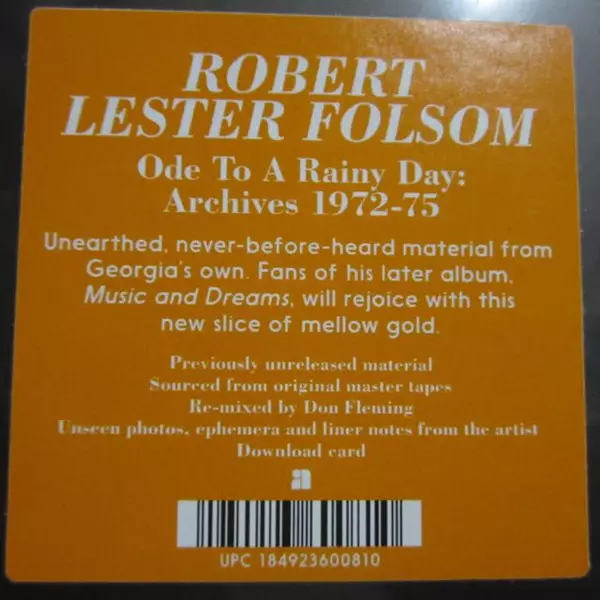 ROBERT
LESTER FOLSOM
Ode To A Rainy Day:
Archives 1972-75
Unearthed, never-before-heard material from
Georgia's own. Fans of his later album,
Music and Dreams, will rejoice with this
new slice of mellow gold.
Previously unreleased material
Sourced from original master tapes
Re-mixed by Don Fleming
Unseen photos, ephemera and liner notes from the artist
Download card
UPC 184923600810